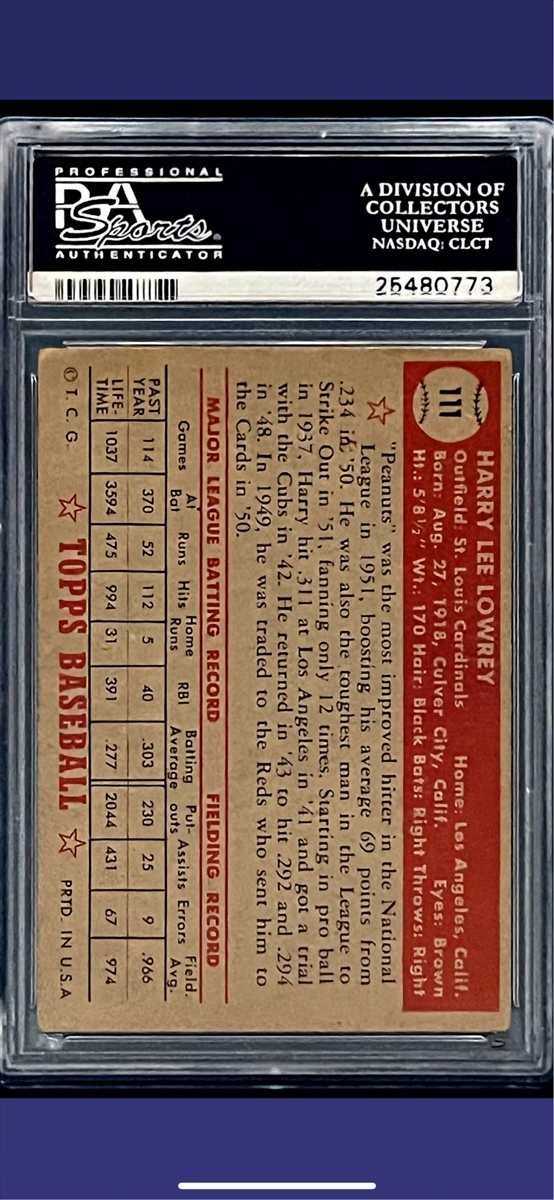 PROFESSIONAL
PSA
Sports
AUTHENTICATOR
A DIVISION OF
COLLECTORS
UNIVERSE
NASDAQ: CLCT
25480773
111
HARRY LEE LOWREY
Outfield St. Louis Cardinals Home: Los Angeles, Calif.
Born: Aug. 27, 1918, Culver City, Calif. Eyes: Brown
Ht.: 5'8½" Wt.: 170 Hair: Black Bats: Right Throws: Right
"Peanuts" was the most improved hitter in the National
League in 1951, boosting his average 69 points from
.234 in '50. He was also the toughest man in the League to
Strike Out in '51, fanning only 12 times. Starting in pro ball
in 1937, Harry hit .311 at Los Angeles in '41 and got a trial
with the Cubs in '42. He returned in '43 to hit .292 and .294
in '48. In 1949, he was traded to the Reds who sent him to
the Cards in '50.
MAJOR LEAGUE BATTING RECORD FIELDING RECORD
Games At Bat Runs Hits Home Runs RBI Batting Average Put-outs Assists Errors Field. Avg.
PAST YEAR 114 370 52 112 5 40 .303 230 25 9 .966
LIFE-TIME 1037 3594 475 994 31 391 .277 2044 431 67 974
© T. C. G. TOPPS BASEBALL PRTD. IN U.S.A